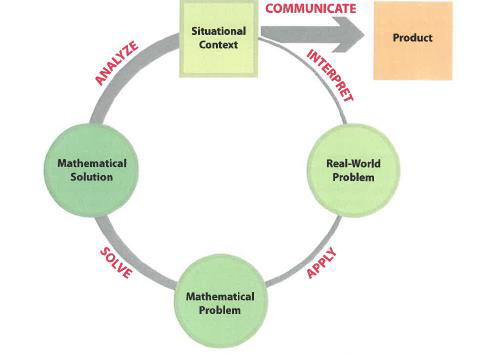 COMMUNICATE
Situational
Context
Product
ANALYZE
INTERPRET
Mathematical
Solution
Real-World
Problem
SOLVE
APPLY
Mathematical
Problem